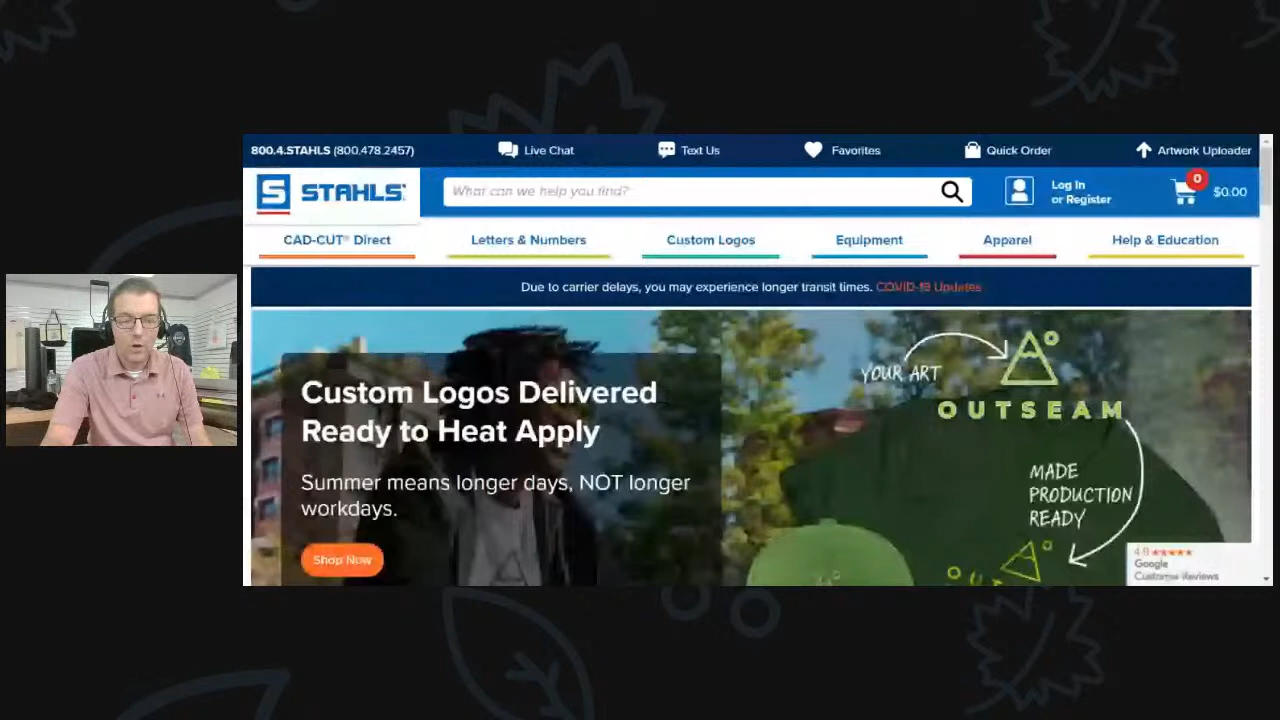 800.4.STAHLS (800.478.2457)
Live Chat
Text Us
Favorites
Quick Order
Artwork Uploader
S STAHLS'
What can we help you find?
Log In
or Register
0
$0.00
CAD-CUT® Direct
Letters & Numbers
Custom Logos
Equipment
Apparel
Help & Education
Due to carrier delays, you may experience longer transit times. COVID-19 Updates
Custom Logos Delivered
Ready to Heat Apply
Summer means longer days, NOT longer
workdays.
Shop Now
YOUR ART
OUTSEAM
MADE
PRODUCTION
READY
Google
Customer Reviews